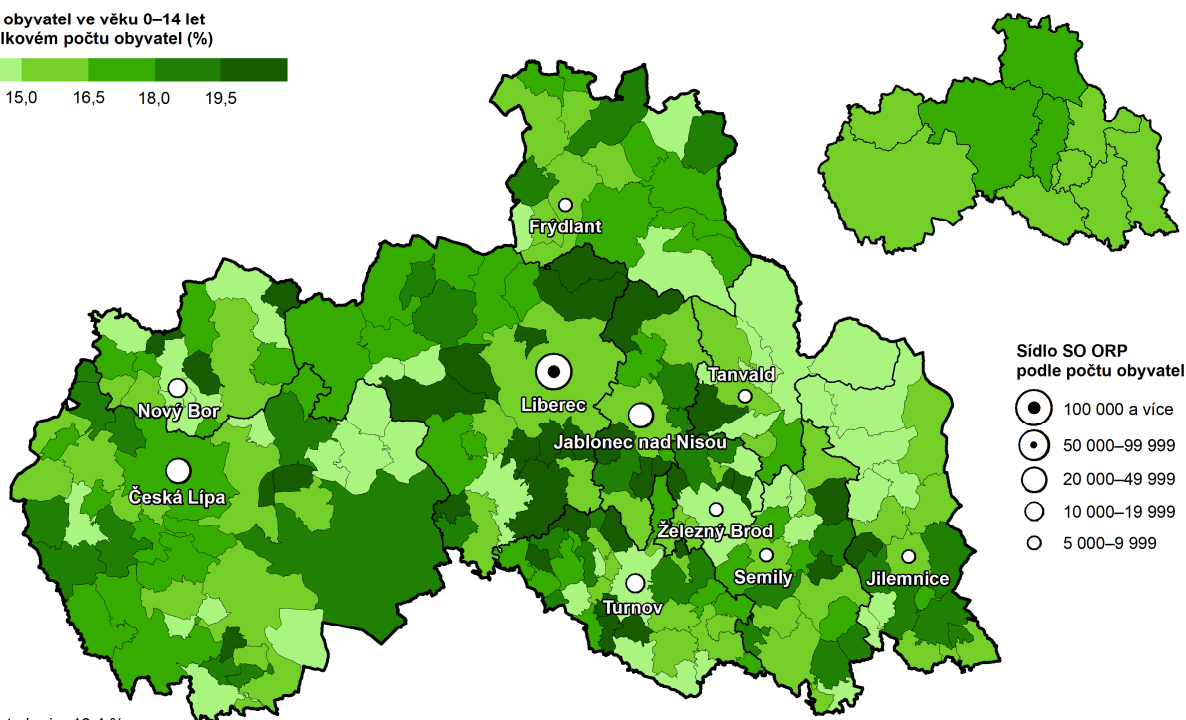 obyvatel ve věku 0–14 let
lkovém počtu obyvatel (%)
15,0 16,5 18,0 19,5
Frýdlant
Tanvald
Liberec
Nový Bor
Jablonec nad Nisou
Česká Lípa
Železný Brod
Semily
Jilemnice
Turnov
Sídlo SO ORP
podle počtu obyvatel
100 000 a více
50 000–99 999
20 000–49 999
10 000–19 999
5 000–9 999